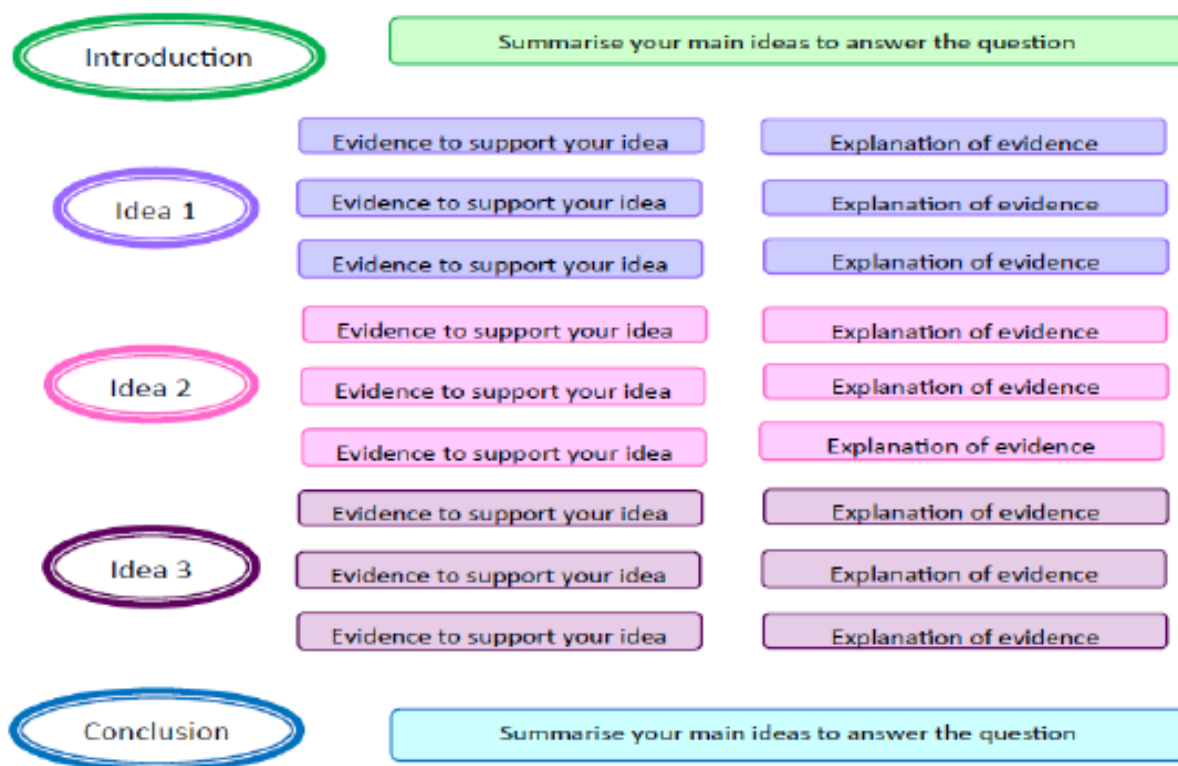 Introduction
Summarise your main ideas to answer the question
Evidence to support your idea
Explanation of evidence
Idea 1
Evidence to support your idea
Explanation of evidence
Evidence to support your idea
Explanation of evidence
Evidence to support your idea
Explanation of evidence
Idea 2
Evidence to support your idea
Explanation of evidence
Evidence to support your idea
Explanation of evidence
Evidence to support your idea
Explanation of evidence
Idea 3
Evidence to support your idea
Explanation of evidence
Evidence to support your idea
Explanation of evidence
Conclusion
Summarise your main ideas to answer the question